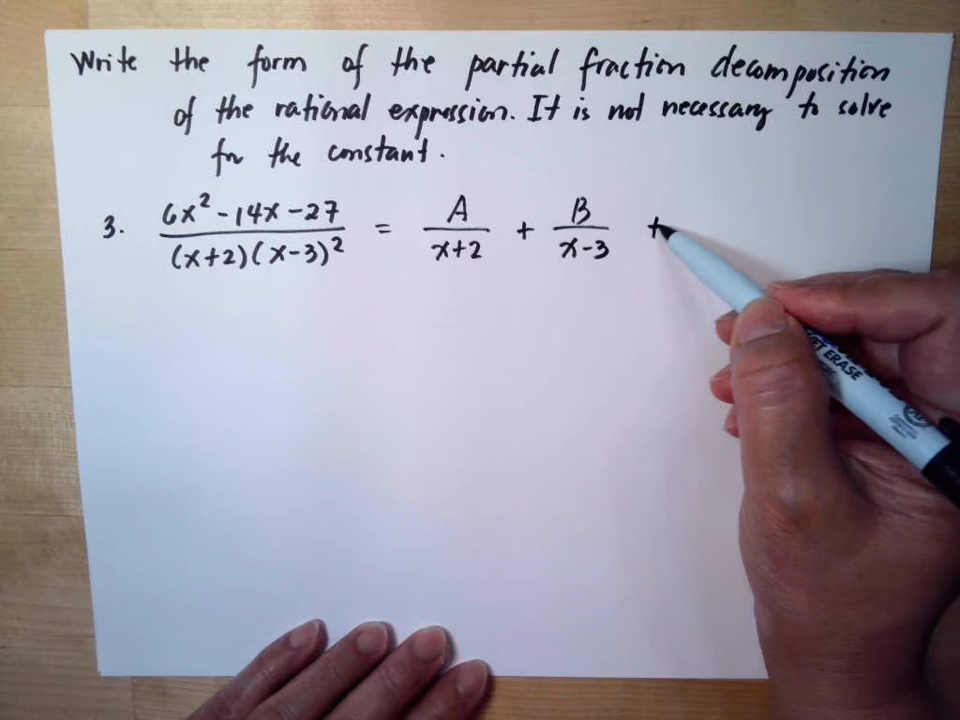 Write the form of the partial fraction decomposition
of the rational expression. It is not necessary to solve
for the constant.
3. (6x² - 14x - 27)/((x+2)(x-3)²) = A/(x+2) + B/(x-3) +
ERASE